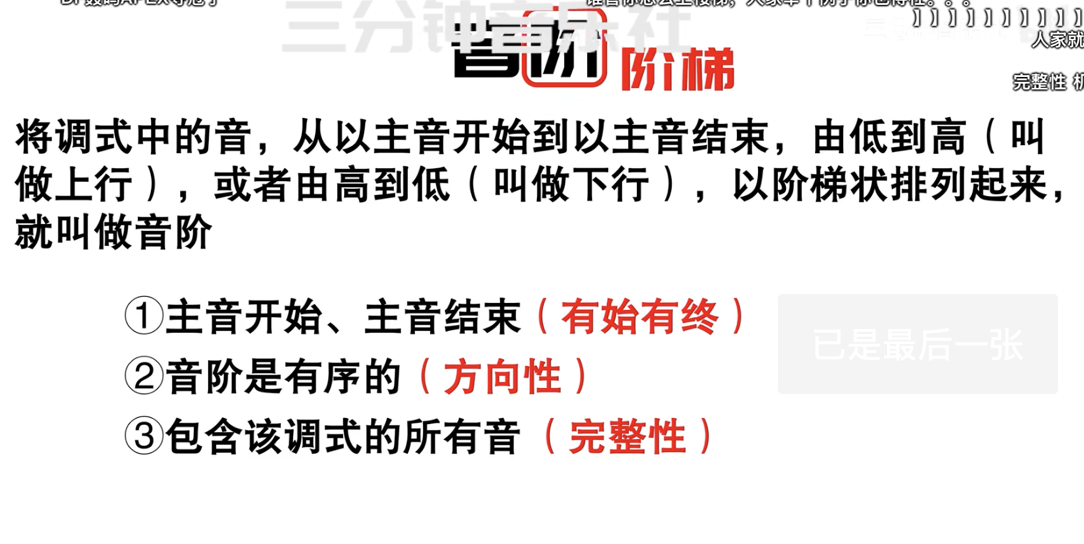 三分钟音乐社
人家就
音阶 阶梯
完整性 机
将调式中的音，从以主音开始到以主音结束，由低到高（叫
做上行），或者由高到低（叫做下行），以阶梯状排列起来，
就叫做音阶
①主音开始、主音结束（有始有终）
已是最后一张
②音阶是有序的（方向性）
③包含该调式的所有音（完整性）